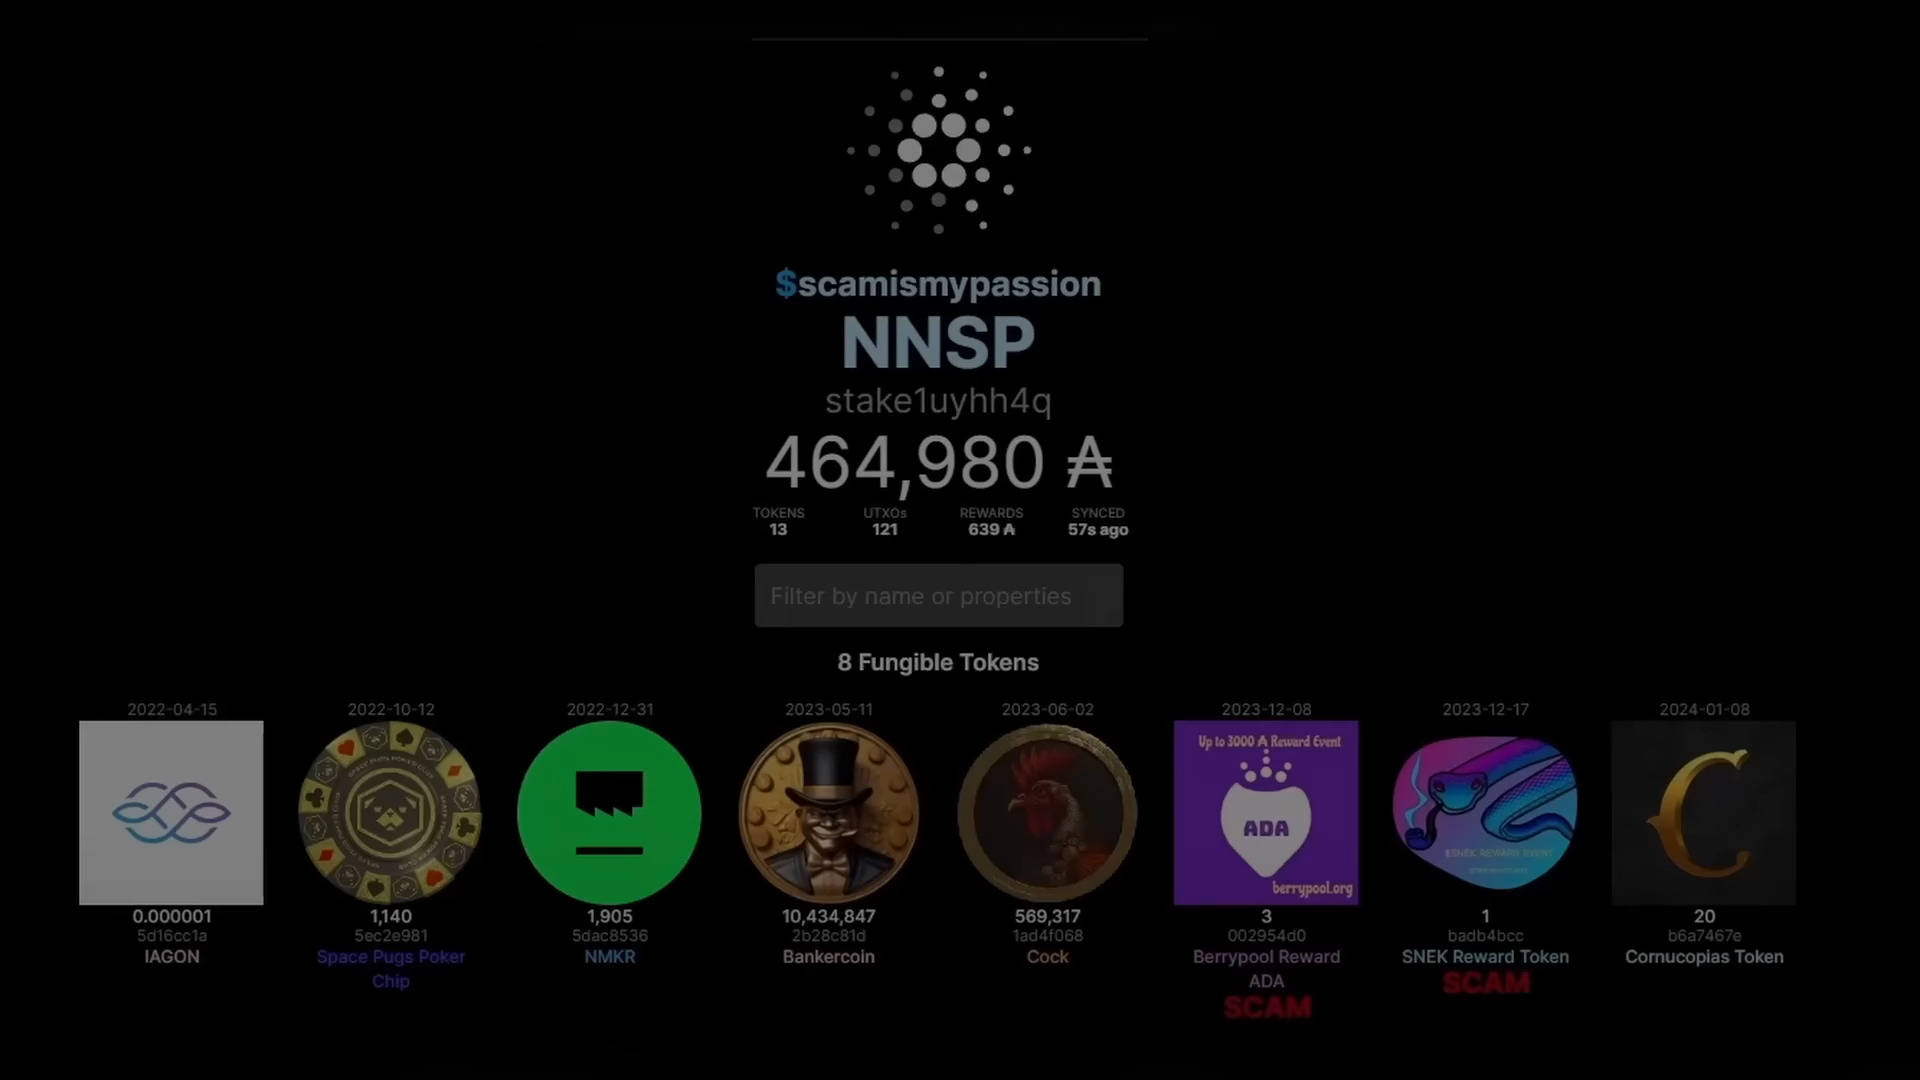 $scamismypassion
NNSP
stake1uyhh4q
464,980 ₳
TOKENS UTXOs REWARDS SYNCED
13 121 639 ₳ 57s ago
Filter by name or properties
8 Fungible Tokens
2022-04-15 2022-10-12 2022-12-31 2023-05-11 2023-06-02 2023-12-08 2023-12-17 2024-01-08
Up to 3000 ₳ Reward Event
ADA
berrypool.org
$SNEK REWARD EVENT
0.000001 1,140 1,905 10,434,847 569,317 3 1 20
5d16cc1a 5ec2e981 5dac8536 2b28c81d 1ad4f068 002954d0 badb4bcc b6a7467e
IAGON Space Pugs Poker NMKR Bankercoin Cock Berrypool Reward SNEK Reward Token Cornucopias Token
Chip ADA SCAM
SCAM